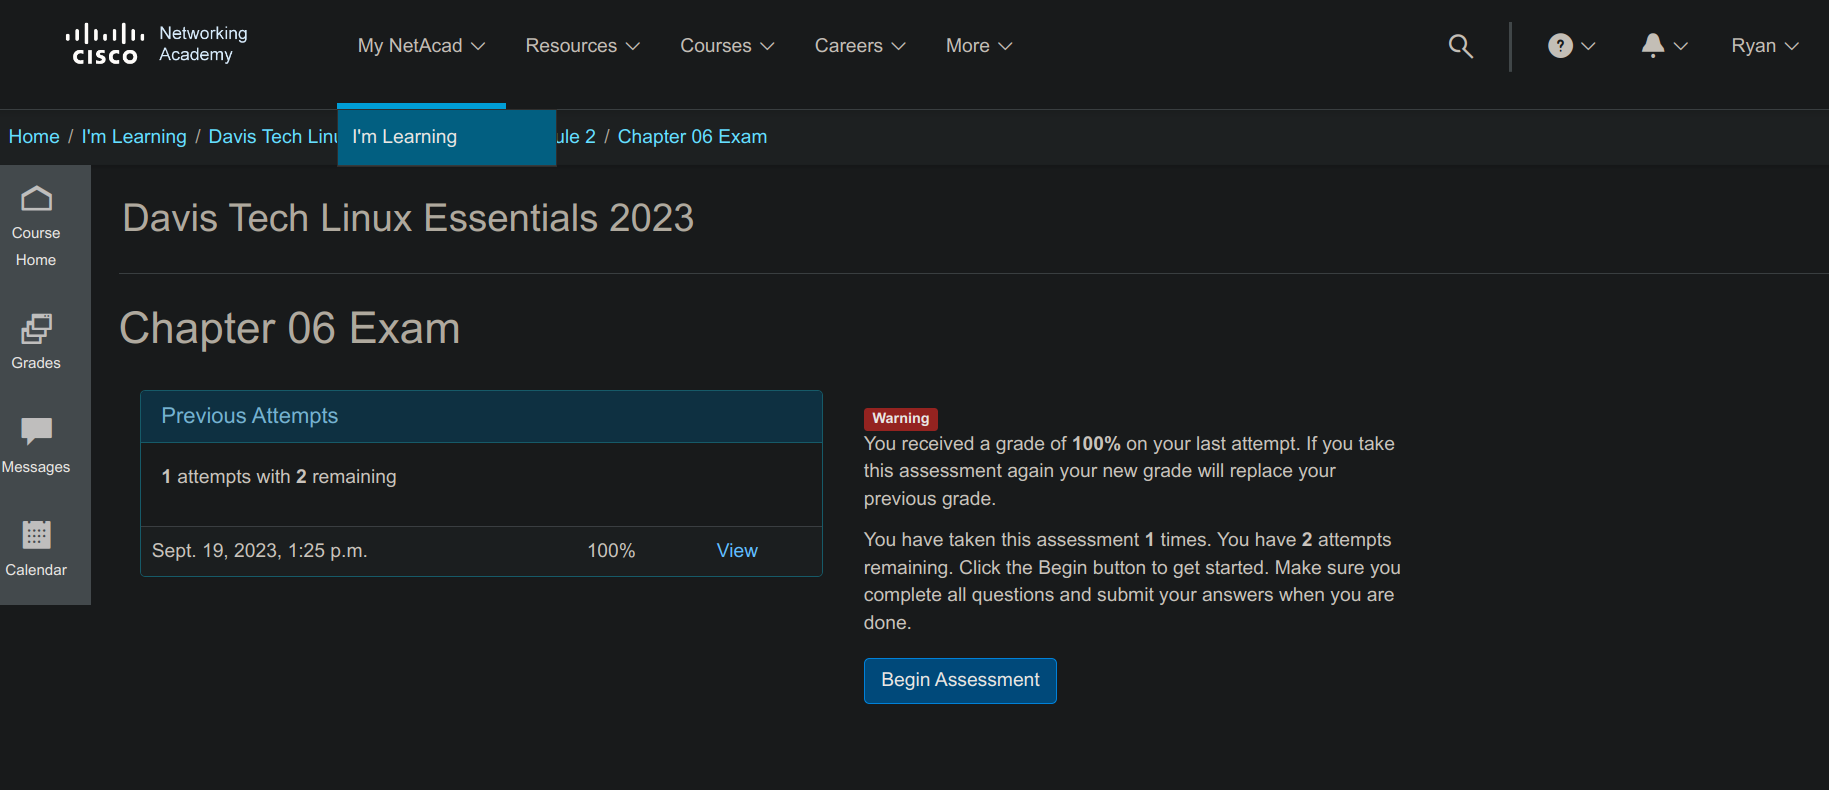 CISCO Networking Academy
My NetAcad
Resources
Courses
Careers
More
?
Ryan
Home / I'm Learning / Davis Tech
I'm Learning
2 / Chapter 06 Exam
Course
Home
Grades
Messages
Calendar
Davis Tech Linux Essentials 2023
Chapter 06 Exam
Previous Attempts
1 attempts with 2 remaining
Sept. 19, 2023, 1:25 p.m. 100% View
Warning
You received a grade of 100% on your last attempt. If you take
this assessment again your new grade will replace your
previous grade.
You have taken this assessment 1 times. You have 2 attempts
remaining. Click the Begin button to get started. Make sure you
complete all questions and submit your answers when you are
done.
Begin Assessment